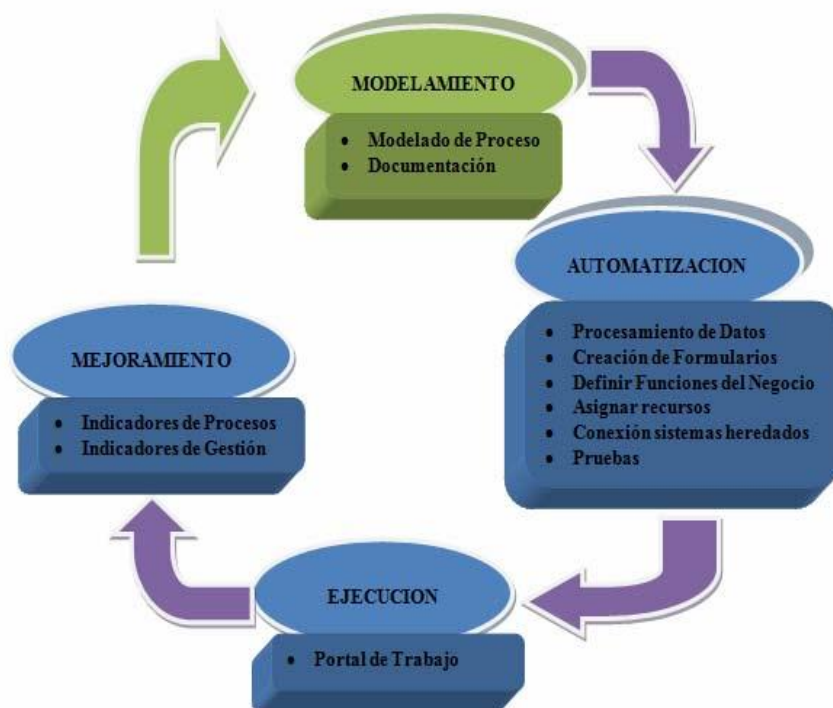 MODELAMIENTO
• Modelado de Proceso
• Documentación
AUTOMATIZACION
• Procesamiento de Datos
• Creación de Formularios
• Definir Funciones del Negocio
• Asignar recursos
• Conexión sistemas heredados
• Pruebas
EJECUCION
• Portal de Trabajo
MEJORAMIENTO
• Indicadores de Procesos
• Indicadores de Gestión